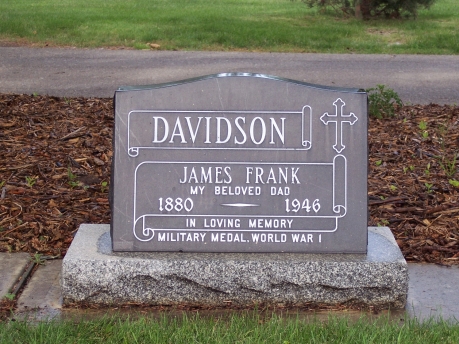 DAVIDSON
JAMES FRANK
MY BELOVED DAD
1880 1946
IN LOVING MEMORY
MILITARY MEDAL, WORLD WAR I